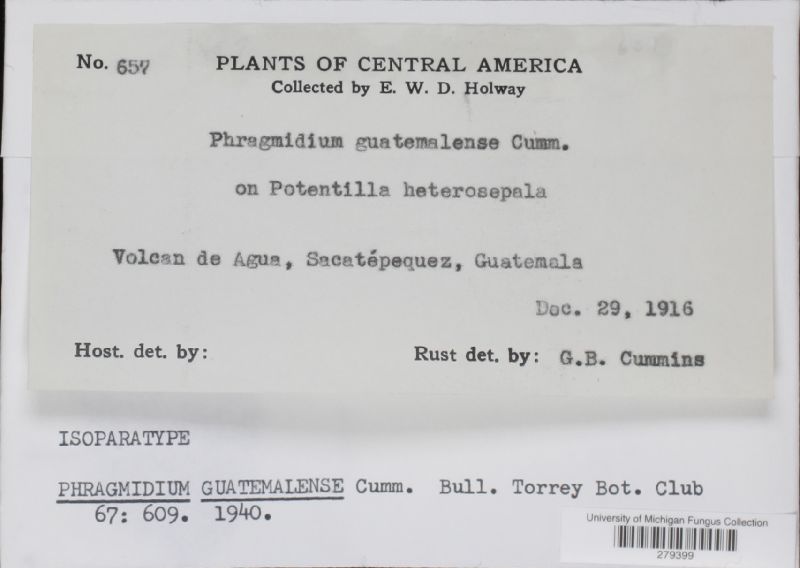 No. 657
PLANTS OF CENTRAL AMERICA
Collected by E. W. D. Holway
Phragmidium guatemalense Cumm.
on Potentilla heterosepala
Volcan de Agua, Sacatépequez, Guatemala
Dec. 29, 1916
Host. det. by:
Rust det. by: G.B. Cummins
ISOPARATYPE
PHRAGMIDIUM GUATEMALENSE Cumm. Bull. Torrey Bot. Club
67: 609. 1940.
University of Michigan Fungus Collection
279399